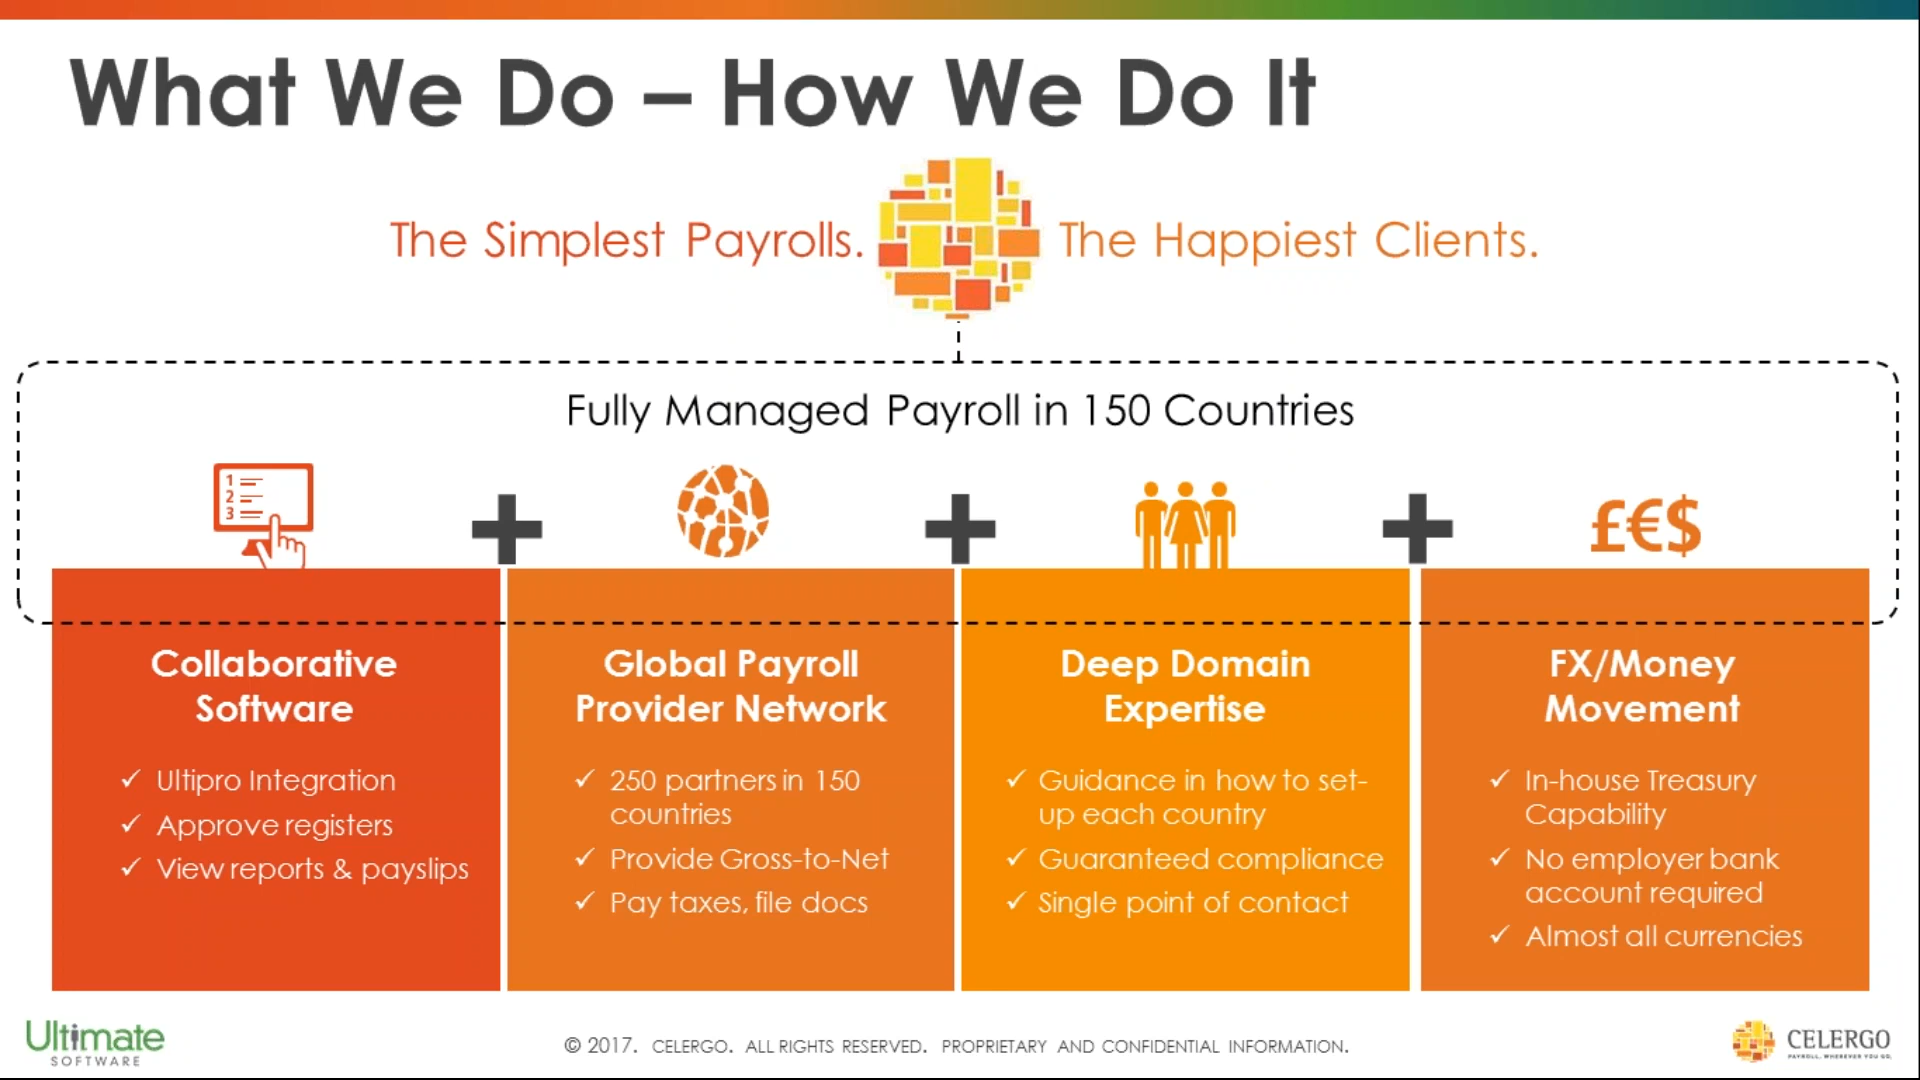 What We Do – How We Do It
The Simplest Payrolls. The Happiest Clients.
Fully Managed Payroll in 150 Countries
1
2
3
£€$
Collaborative
Software
✓ Ultipro Integration
✓ Approve registers
✓ View reports & payslips
Global Payroll
Provider Network
✓ 250 partners in 150
countries
✓ Provide Gross-to-Net
✓ Pay taxes, file docs
Deep Domain
Expertise
✓ Guidance in how to set-
up each country
✓ Guaranteed compliance
✓ Single point of contact
FX/Money
Movement
✓ In-house Treasury
Capability
✓ No employer bank
account required
✓ Almost all currencies
Ultimate
SOFTWARE
© 2017. CELERGO. ALL RIGHTS RESERVED. PROPRIETARY AND CONFIDENTIAL INFORMATION.
CELERGO
PAYROLL, WHEREVER YOU GO.